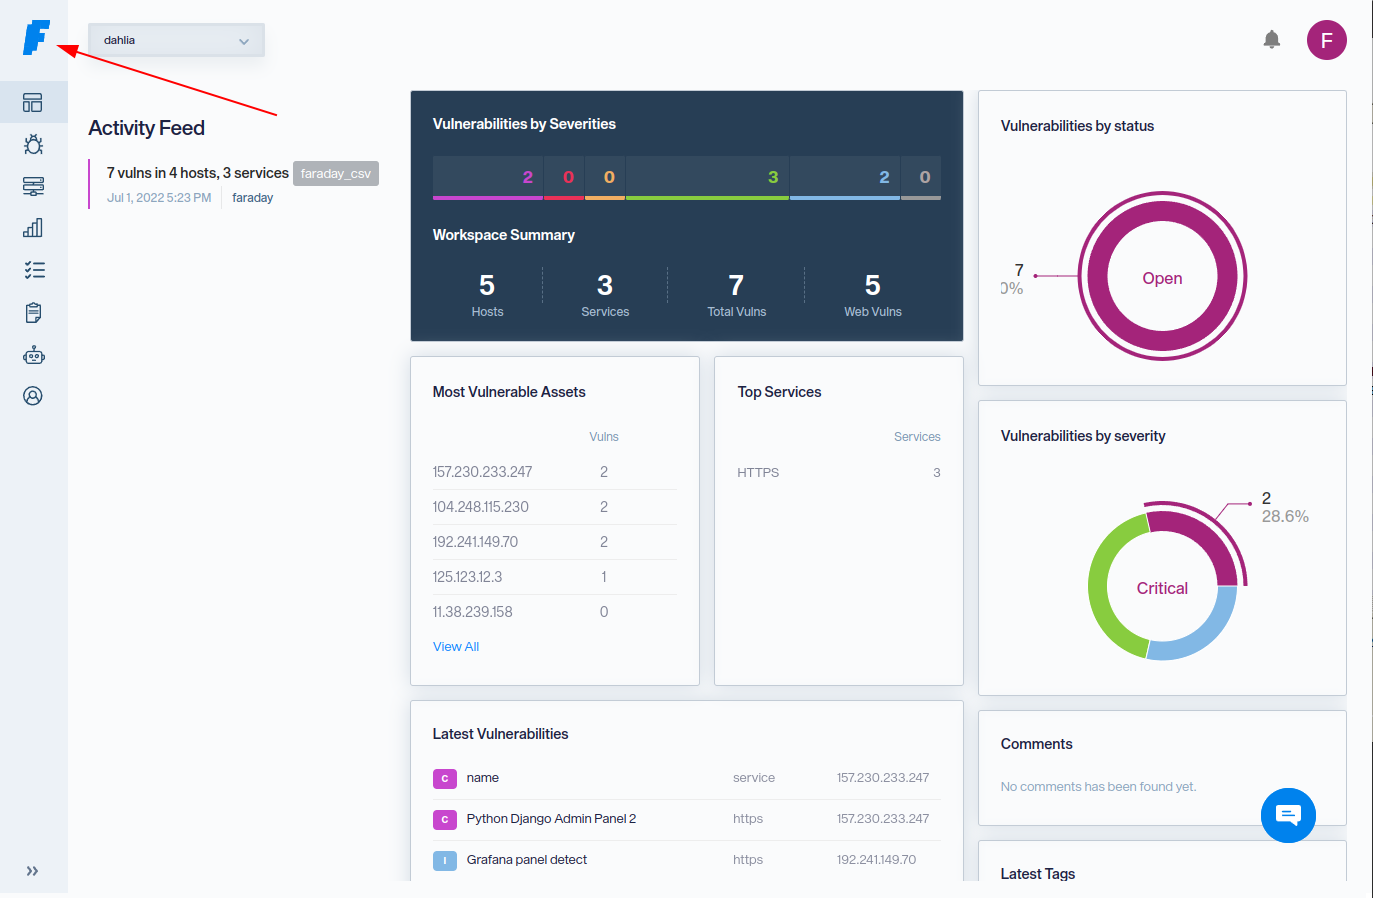 dahlia
F
Activity Feed
7 vulns in 4 hosts, 3 services faraday_csv
Jul 1, 2022 5:23 PM faraday
Vulnerabilities by Severities
2 0 0 3 2 0
Workspace Summary
5 3 7 5
Hosts Services Total Vulns Web Vulns
Most Vulnerable Assets
Vulns
157.230.233.247 2
104.248.115.230 2
192.241.149.70 2
125.123.12.3 1
11.38.239.158 0
View All
Top Services
Services
HTTPS 3
Latest Vulnerabilities
C name service 157.230.233.247
C Python Django Admin Panel 2 https 157.230.233.247
I Grafana panel detect https 192.241.149.70
Vulnerabilities by status
7
0%
Open
Vulnerabilities by severity
2
28.6%
Critical
Comments
No comments has been found yet.
Latest Tags